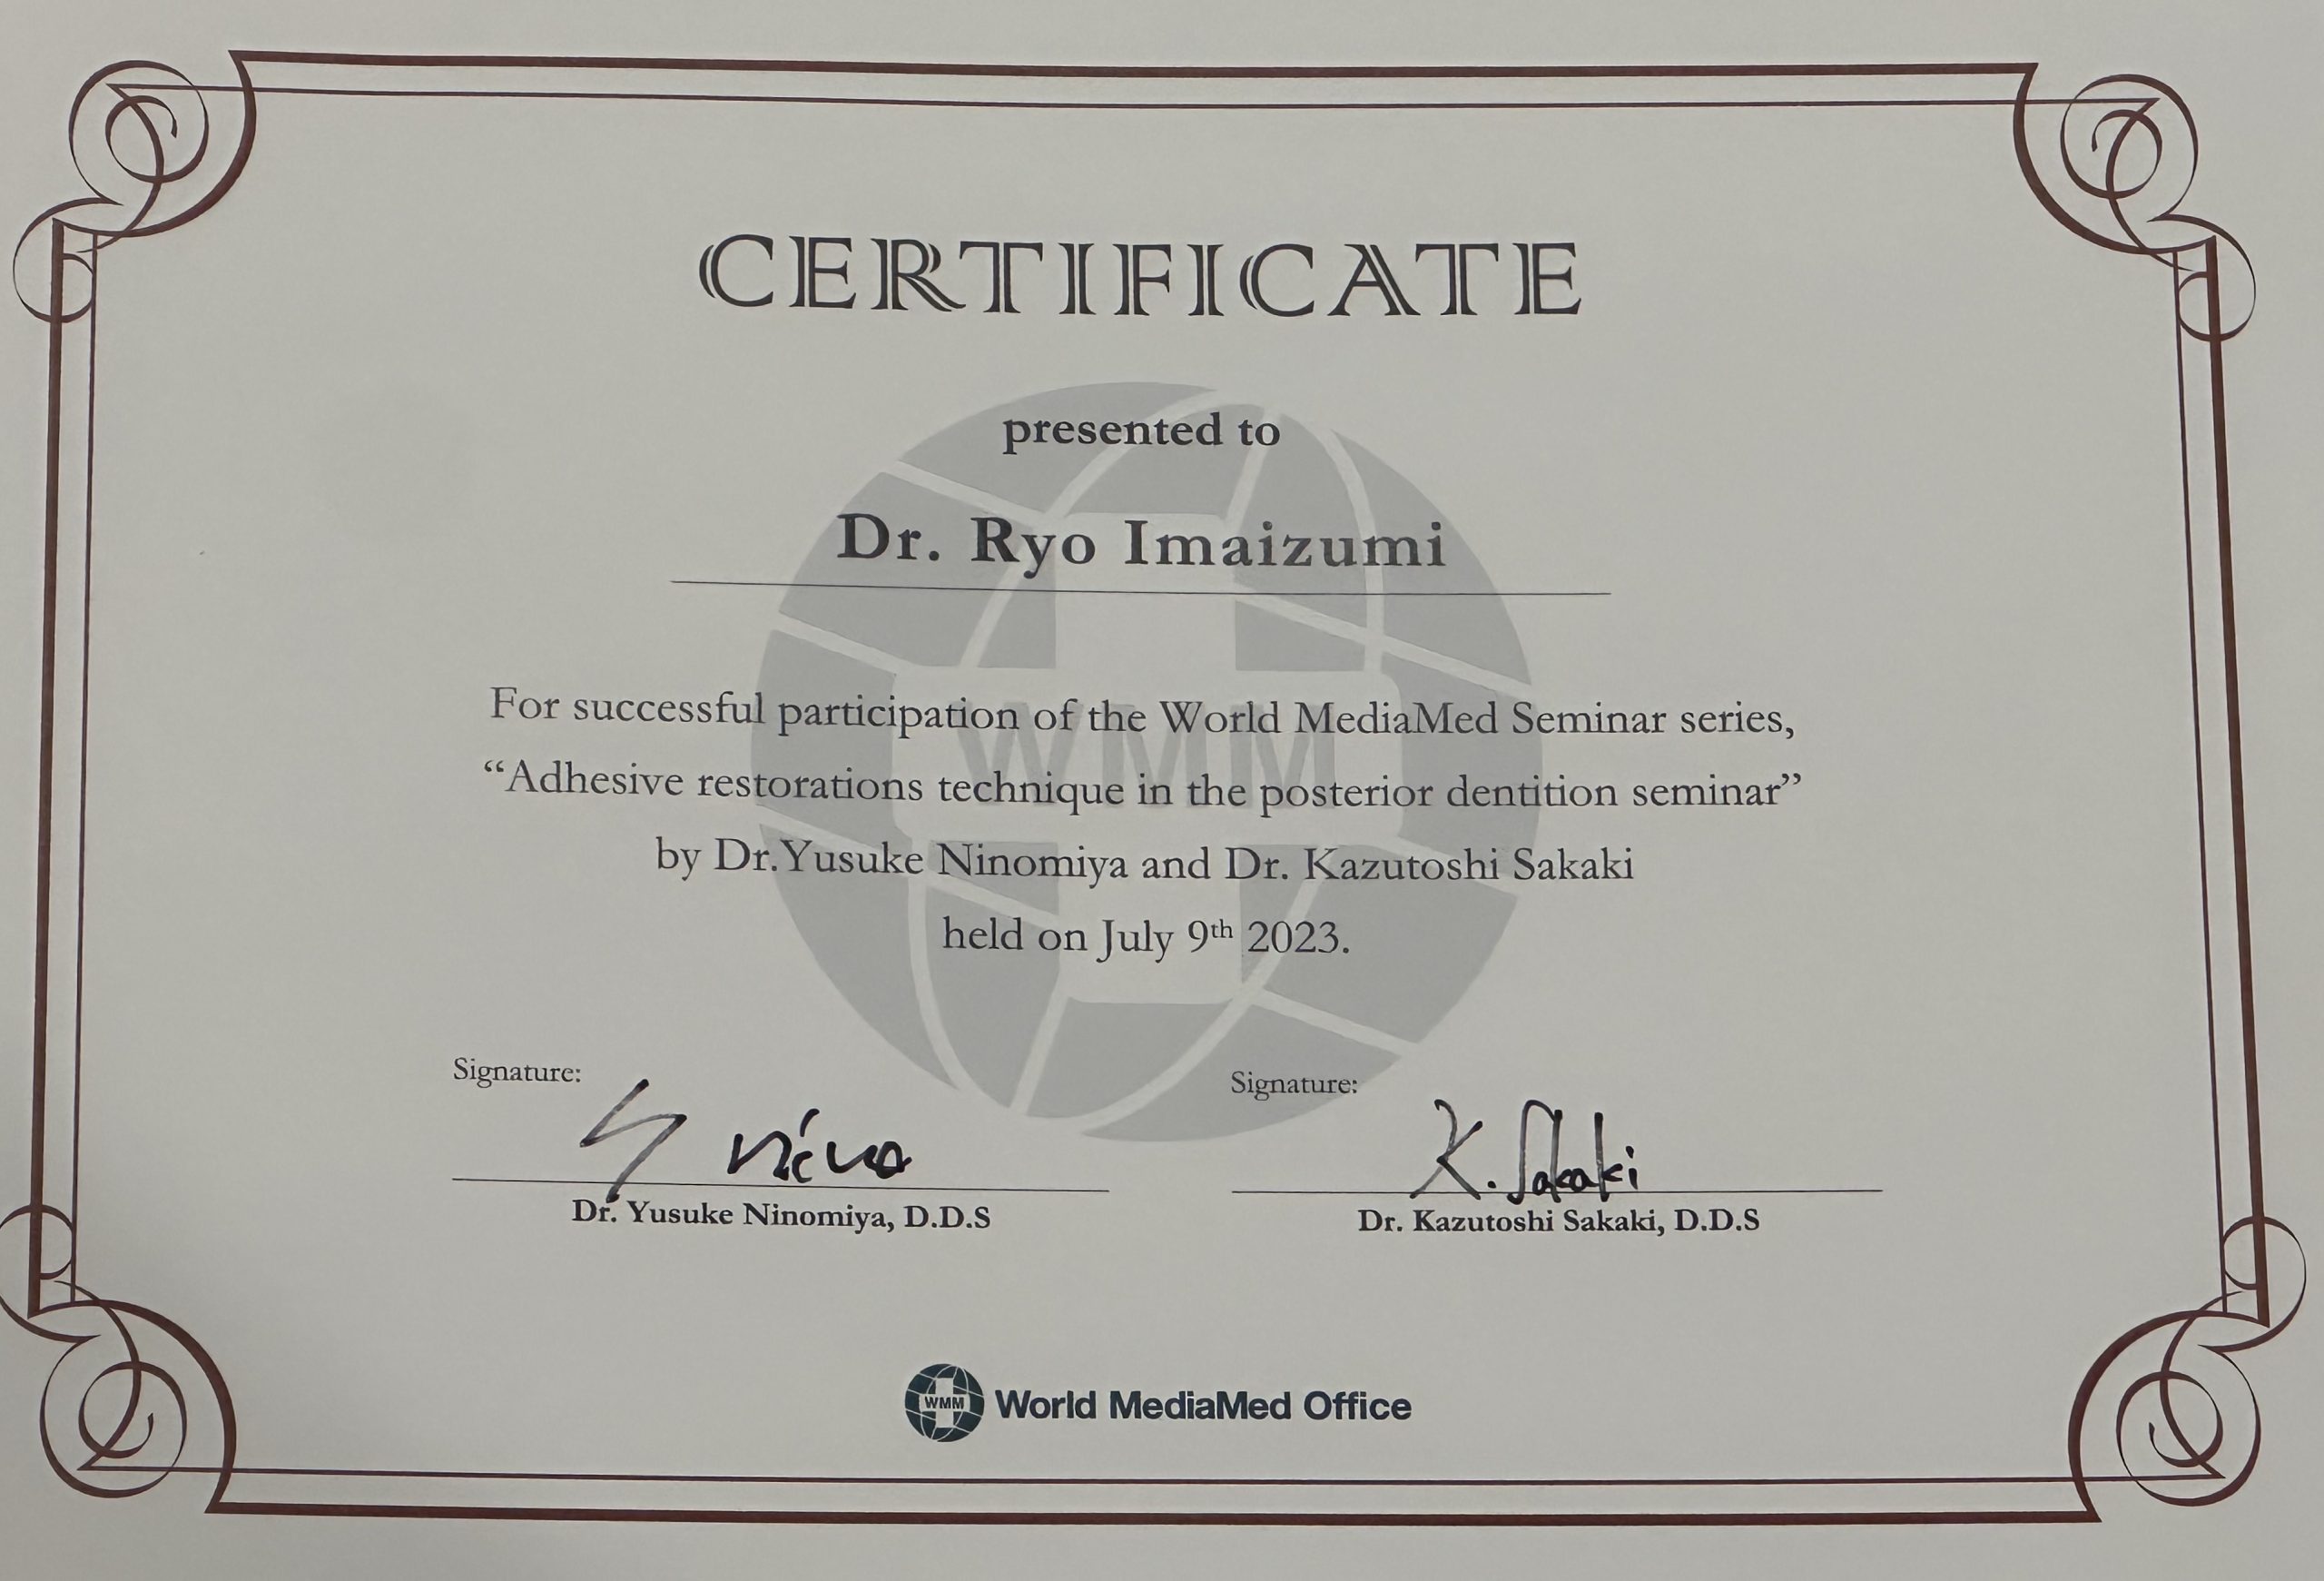 CERTIFICATE
presented to
Dr. Ryo Imaizumi
For successful participation of the World MediaMed Seminar series,
“Adhesive restorations technique in the posterior dentition seminar”
by Dr.Yusuke Ninomiya and Dr. Kazutoshi Sakaki
held on July 9th 2023.
WMM
Signature:
Signature:
K. Sakaki
Dr. Yusuke Ninomiya, D.D.S
Dr. Kazutoshi Sakaki, D.D.S
WMM World MediaMed Office